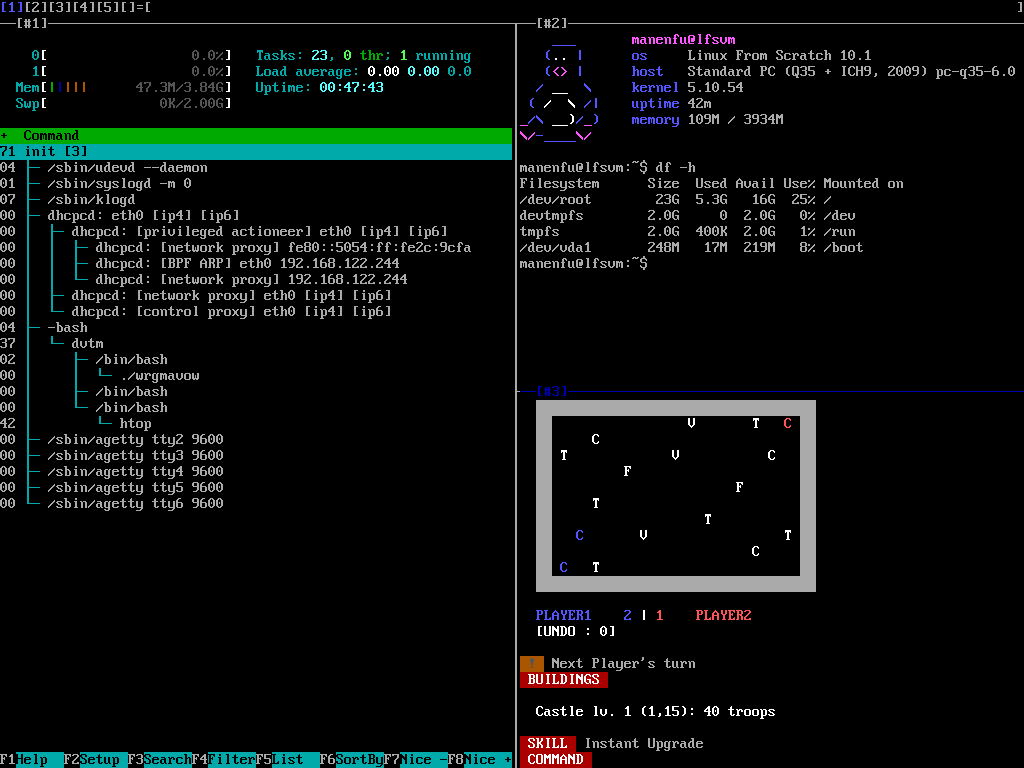 [1][2][3][4][5][]=[ ]
[#1]
0[ 0.0%] Tasks: 23, 0 thr; 1 running
1[ 0.0%] Load average: 0.00 0.00 0.0
Mem[||||| 47.3M/3.84G] Uptime: 00:47:43
Swp[ 0K/2.00G]
+ Command
71 init [3]
04 ├─ /sbin/udevd --daemon
01 ├─ /sbin/syslogd -m 0
07 ├─ /sbin/klogd
00 ├─ dhcpcd: eth0 [ip4] [ip6]
00 │  ├─ dhcpcd: [privileged actioneer] eth0 [ip4] [ip6]
00 │  │  ├─ dhcpcd: [network proxy] fe80::5054:ff:fe2c:9cfa
00 │  │  ├─ dhcpcd: [BPF ARP] eth0 192.168.122.244
00 │  │  └─ dhcpcd: [network proxy] 192.168.122.244
00 │  ├─ dhcpcd: [network proxy] eth0 [ip4] [ip6]
00 │  └─ dhcpcd: [control proxy] eth0 [ip4] [ip6]
04 ├─ -bash
37 │  └─ dvtm
02 │     ├─ /bin/bash
00 │     │  └─ ./wrgmavow
00 │     ├─ /bin/bash
00 │     └─ /bin/bash
42 │        └─ htop
00 ├─ /sbin/agetty tty2 9600
00 ├─ /sbin/agetty tty3 9600
00 ├─ /sbin/agetty tty4 9600
00 ├─ /sbin/agetty tty5 9600
00 └─ /sbin/agetty tty6 9600
F1Help F2Setup F3SearchF4FilterF5List F6SortByF7Nice -F8Nice +
[#2]
___ manenfu@lfsvm
(.. | os Linux From Scratch 10.1
(<> | host Standard PC (Q35 + ICH9, 2009) pc-q35-6.0
/ __ \ kernel 5.10.54
( / \ /| uptime 42m
_/\ __)/_) memory 109M / 3934M
\/-____\/
manenfu@lfsvm:~$ df -h
Filesystem Size Used Avail Use% Mounted on
/dev/root 23G 5.3G 16G 25% /
devtmpfs 2.0G 0 2.0G 0% /dev
tmpfs 2.0G 400K 2.0G 1% /run
/dev/vda1 248M 17M 219M 8% /boot
manenfu@lfsvm:~$
[#3]
V T C
C
T V C
F
F
T
T
C V T
C
C T
PLAYER1 2 | 1 PLAYER2
[UNDO : 0]
! Next Player's turn
BUILDINGS
Castle lv. 1 (1,15): 40 troops
SKILL Instant Upgrade
COMMAND